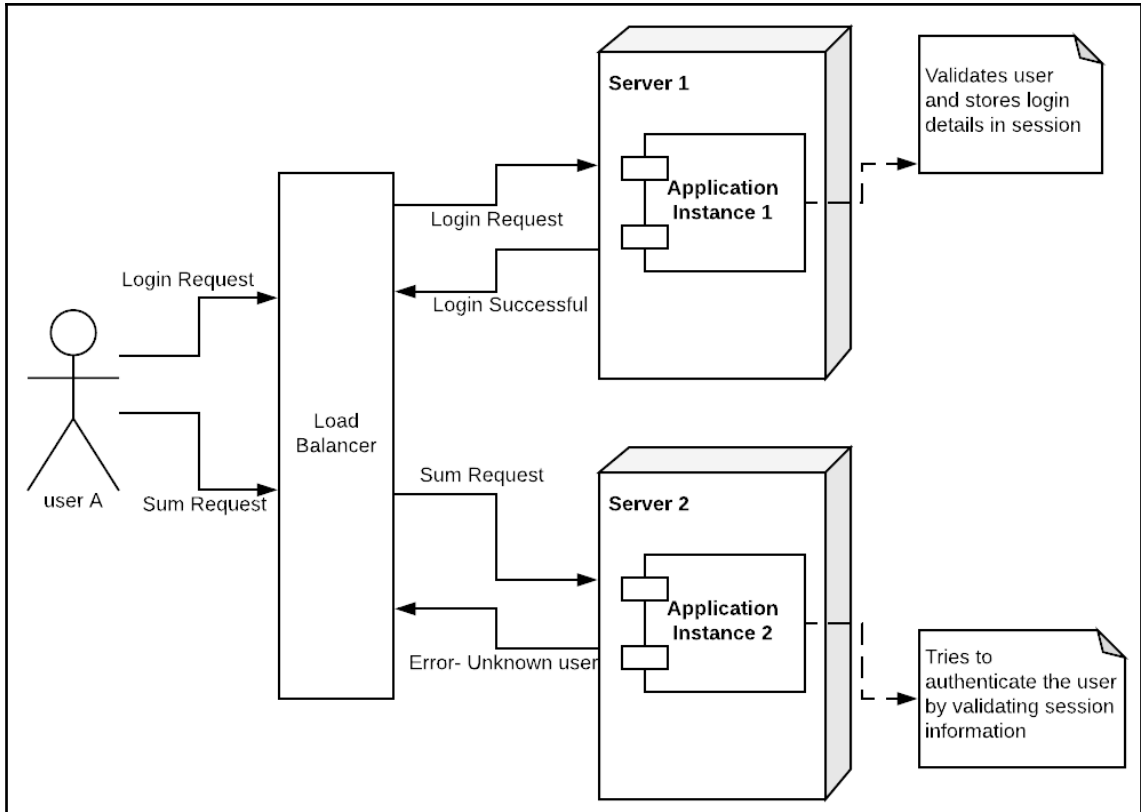 Server 1
Validates user
and stores login
details in session
Application
Instance 1
Login Request
Login Request
Login Successful
Load
Balancer
user A
Sum Request
Sum Request
Server 2
Application
Instance 2
Error- Unknown user
Tries to
authenticate the user
by validating session
information